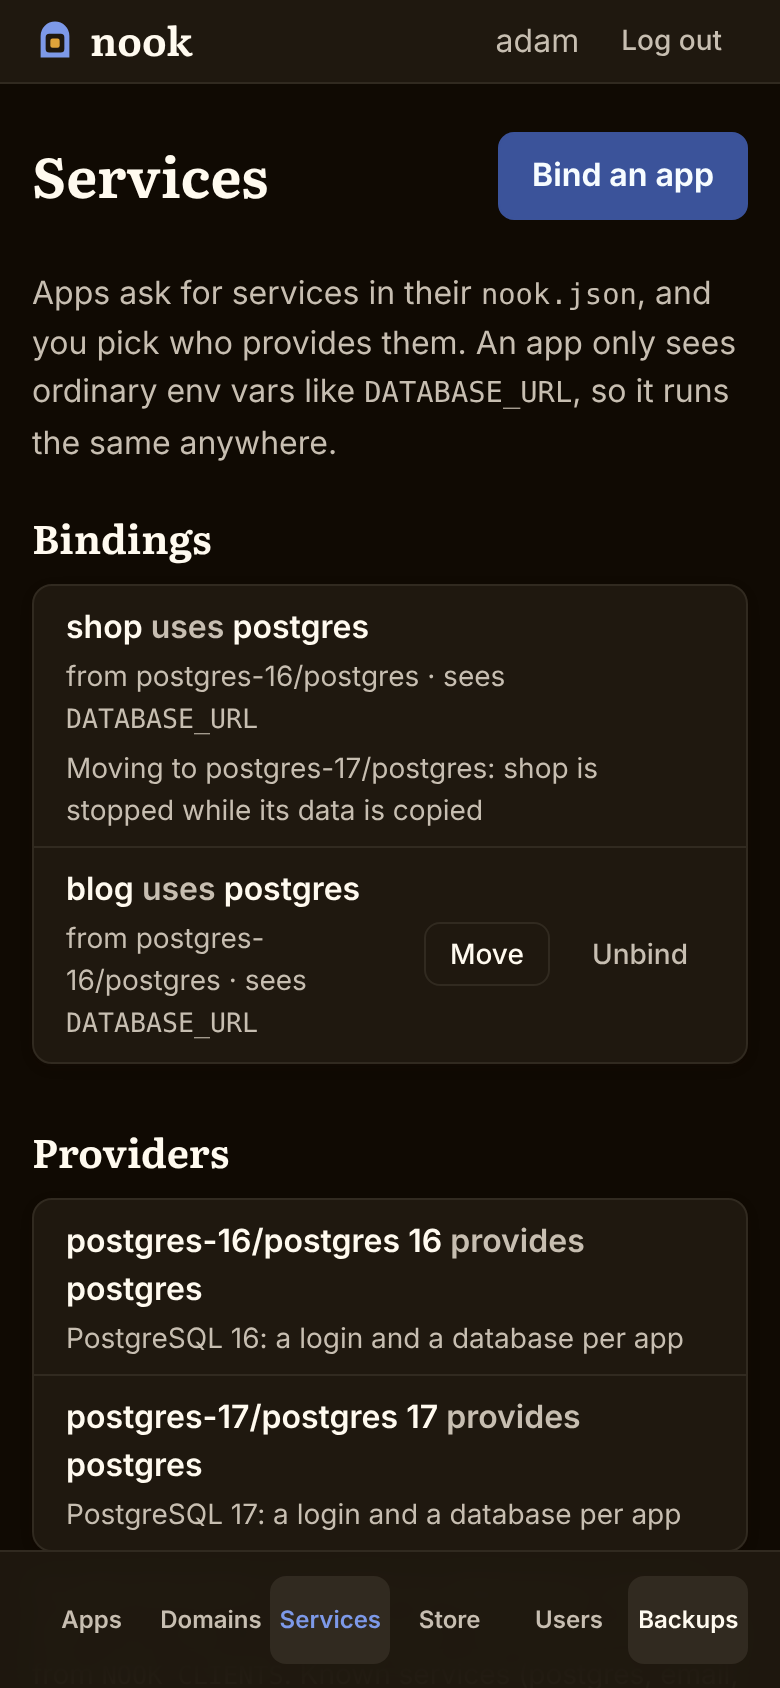 nook
adam
Log out
Services
Bind an app
Apps ask for services in their nook.json, and
you pick who provides them. An app only sees
ordinary env vars like DATABASE_URL, so it runs
the same anywhere.
Bindings
shop uses postgres
from postgres-16/postgres · sees
DATABASE_URL
Moving to postgres-17/postgres: shop is
stopped while its data is copied
blog uses postgres
from postgres-
16/postgres · sees
DATABASE_URL
Move
Unbind
Providers
postgres-16/postgres 16 provides
postgres
PostgreSQL 16: a login and a database per app
postgres-17/postgres 17 provides
postgres
PostgreSQL 17: a login and a database per app
Apps
Domains
Services
Store
Users
Backups